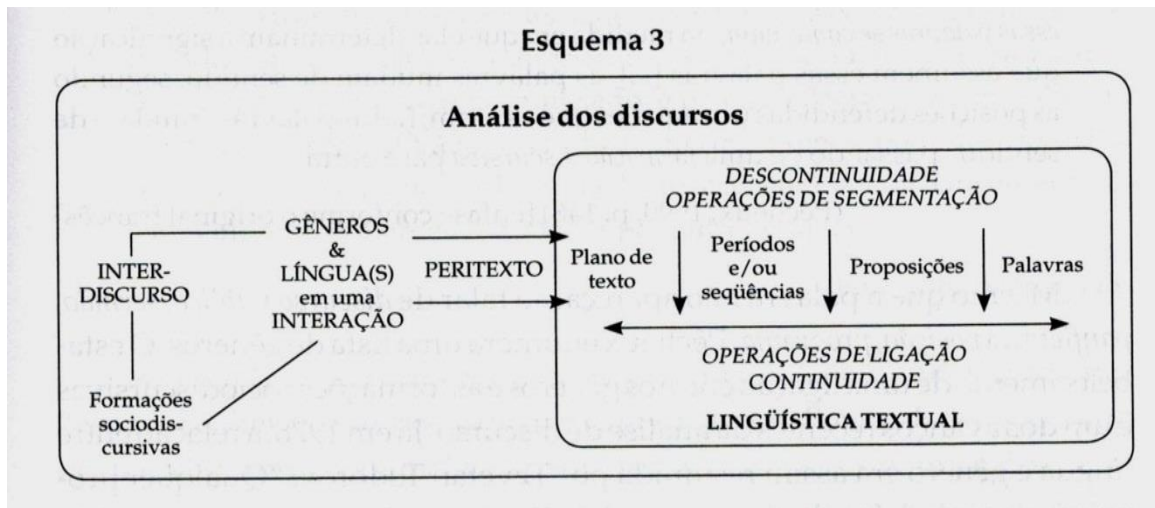 Esquema 3
Análise dos discursos
INTER-
DISCURSO
Formações
sociodis-
cursivas
GÊNEROS
&
LÍNGUA(S)
em uma
INTERAÇÃO
PERITEXTO
DESCONTINUIDADE
OPERAÇÕES DE SEGMENTAÇÃO
Plano de
texto
Períodos
e/ou
seqüências
Proposições
Palavras
OPERAÇÕES DE LIGAÇÃO
CONTINUIDADE
LINGÜÍSTICA TEXTUAL